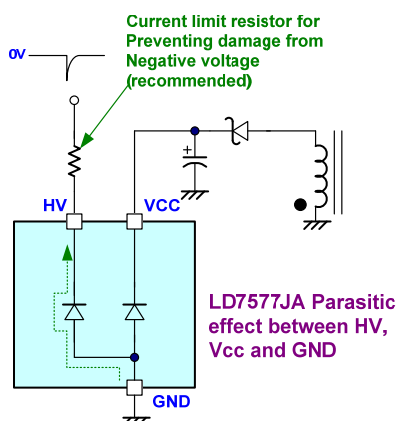 Current limit resistor for
Preventing damage from
Negative voltage
(recommended)
0V
+
HV
VCC
LD7577JA Parasitic
effect between HV,
Vcc and GND
GND